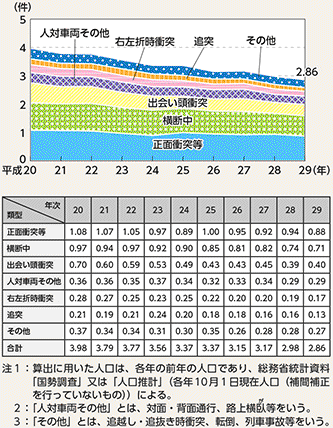 (件)
5
4
3
2
1
0
人対車両その他
右左折時衝突
追突
その他
2.86
出会い頭衝突
横断中
正面衝突等
平成20 21 22 23 24 25 26 27 28 29 (年)
年次 類型 20 21 22 23 24 25 26 27 28 29
正面衝突等 1.08 1.07 1.05 0.97 0.89 1.00 0.95 0.92 0.94 0.88
横断中 0.97 0.94 0.97 0.92 0.90 0.85 0.81 0.82 0.74 0.71
出会い頭衝突 0.70 0.60 0.59 0.53 0.49 0.43 0.43 0.45 0.39 0.40
人対車両その他 0.36 0.36 0.35 0.37 0.34 0.32 0.33 0.34 0.29 0.29
右左折時衝突 0.28 0.27 0.25 0.23 0.25 0.22 0.20 0.20 0.19 0.17
追突 0.21 0.19 0.21 0.24 0.20 0.18 0.18 0.19 0.16 0.13
その他 0.37 0.34 0.34 0.31 0.30 0.35 0.26 0.28 0.28 0.27
合計 3.98 3.79 3.77 3.56 3.37 3.37 3.15 3.17 2.98 2.86
注1:算出に用いた人口は、各年の前年の人口であり、総務省統計資料
「国勢調査」又は「人口推計」(各年10月1日現在人口(補間補正
を行っていないもの))による。
2:「人対車両その他」とは、対面・背面通行、路上横臥等をいう。
3:「その他」とは、追越し・追抜き時衝突、転倒、列車事故等をいう。